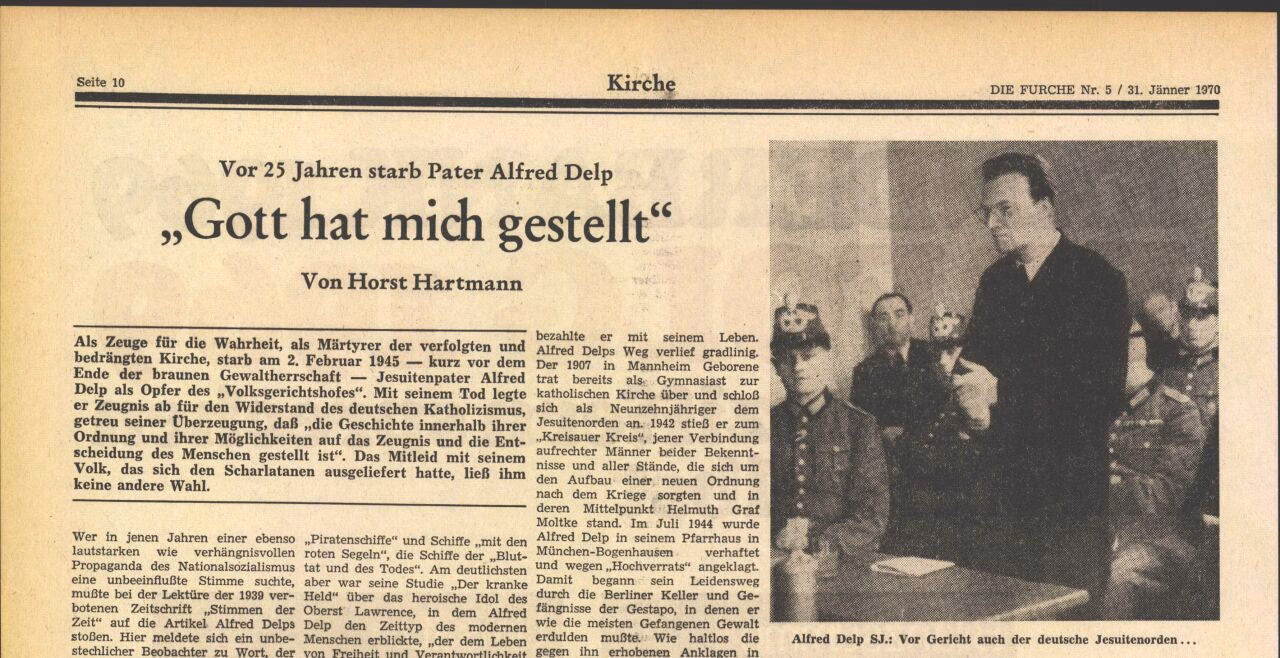 Seite 10
Kirche
DIE FURCHE Nr. 5 / 31. Jänner 1970
Vor 25 Jahren starb Pater Alfred Delp
„Gott hat mich gestellt“
Von Horst Hartmann
Als Zeuge für die Wahrheit, als Märtyrer der verfolgten und
bedrängten Kirche, starb am 2. Februar 1945 — kurz vor dem
Ende der braunen Gewaltherrschaft — Jesuitenpater Alfred
Delp als Opfer des „Volksgerichtshofes“. Mit seinem Tod legte
er Zeugnis ab für den Widerstand des deutschen Katholizismus,
getreu seiner Überzeugung, daß „die Geschichte innerhalb ihrer
Ordnung und ihrer Möglichkeiten auf das Zeugnis und die Ent-
scheidung des Menschen gestellt ist“. Das Mitleid mit seinem
Volk, das sich den Scharlatanen ausgeliefert hatte, ließ ihm
keine andere Wahl.
Wer in jenen Jahren einer ebenso
lautstarken wie verhängnisvollen
Propaganda des Nationalsozialismus
eine unbeeinflußte Stimme suchte,
mußte bei der Lektüre der 1939 ver-
botenen Zeitschrift „Stimmen der
Zeit“ auf die Artikel Alfred Delps
stoßen. Hier meldete sich ein unbe-
stechlicher Beobachter zu Wort, der
„Piratenschiffe“ und Schiffe „mit den
roten Segeln“, die Schiffe der „Blut-
tat und des Todes“. Am deutlichsten
aber war seine Studie „Der kranke
Held“ über das heroische Idol des
Oberst Lawrence, in dem Alfred
Delp den Zeittyp des modernen
Menschen erblickte, „der dem Leben
von Freiheit und Verantwortlichkeit
bezahlte er mit seinem Leben.
Alfred Delps Weg verlief gradlinig.
Der 1907 in Mannheim Geborene
trat bereits als Gymnasiast zur
katholischen Kirche über und schloß
sich als Neunzehnjähriger dem
Jesuitenorden an. 1942 stieß er zum
„Kreisauer Kreis“, jener Verbindung
aufrechter Männer beider Bekennt-
nisse und aller Stände, die sich um
den Aufbau einer neuen Ordnung
nach dem Kriege sorgten und in
deren Mittelpunkt Helmuth Graf
Moltke stand. Im Juli 1944 wurde
Alfred Delp in seinem Pfarrhaus in
München-Bogenhausen verhaftet
und wegen „Hochverrats“ angeklagt.
Damit begann sein Leidensweg
durch die Berliner Keller und Ge-
fängnisse der Gestapo, in denen er
wie die meisten Gefangenen Gewalt
erdulden mußte. Wie haltlos die
gegen ihn erhobenen Anklagen in
Alfred Delp SJ.: Vor Gericht auch der deutsche Jesuitenorden...